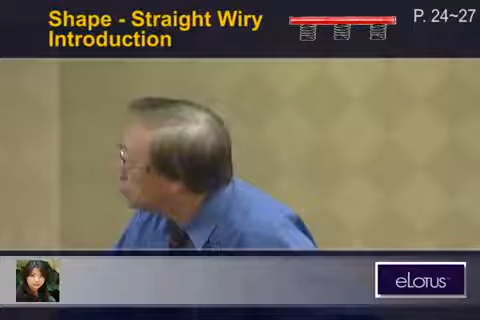 Shape - Straight Wiry
Introduction
P. 24~27
eLOTUS